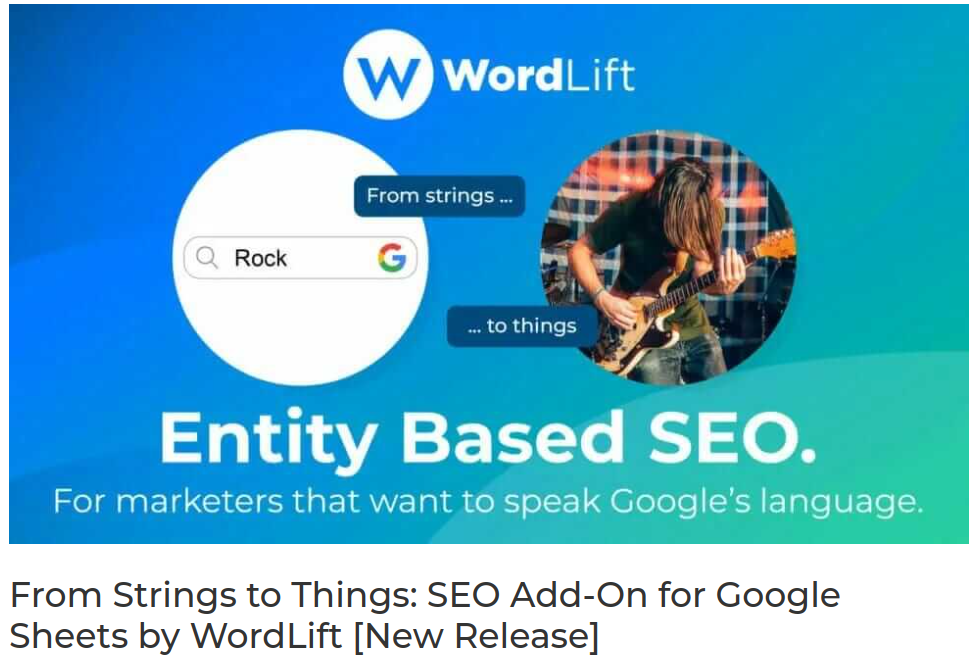 WordLift
From strings ...
Rock
... to things
Entity Based SEO.
For marketers that want to speak Google's language.
From Strings to Things: SEO Add-On for Google
Sheets by WordLift [New Release]